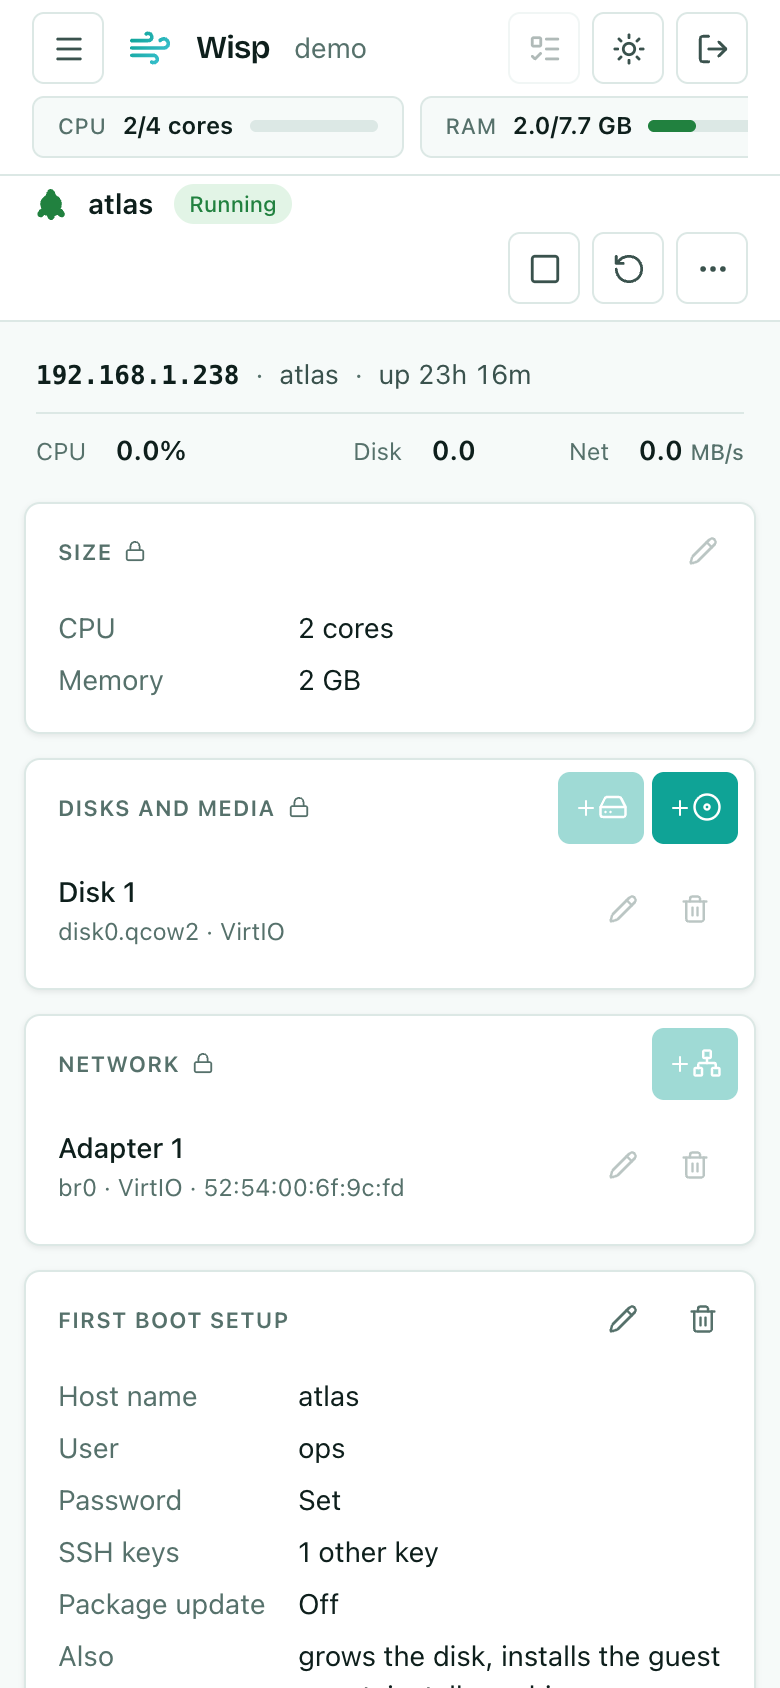 Wisp demo
CPU 2/4 cores RAM 2.0/7.7 GB
atlas Running
192.168.1.238 · atlas · up 23h 16m
CPU 0.0% Disk 0.0 Net 0.0 MB/s
SIZE
CPU 2 cores
Memory 2 GB
DISKS AND MEDIA
Disk 1
disk0.qcow2 · VirtIO
NETWORK
Adapter 1
br0 · VirtIO · 52:54:00:6f:9c:fd
FIRST BOOT SETUP
Host name atlas
User ops
Password Set
SSH keys 1 other key
Package update Off
Also grows the disk, installs the guest